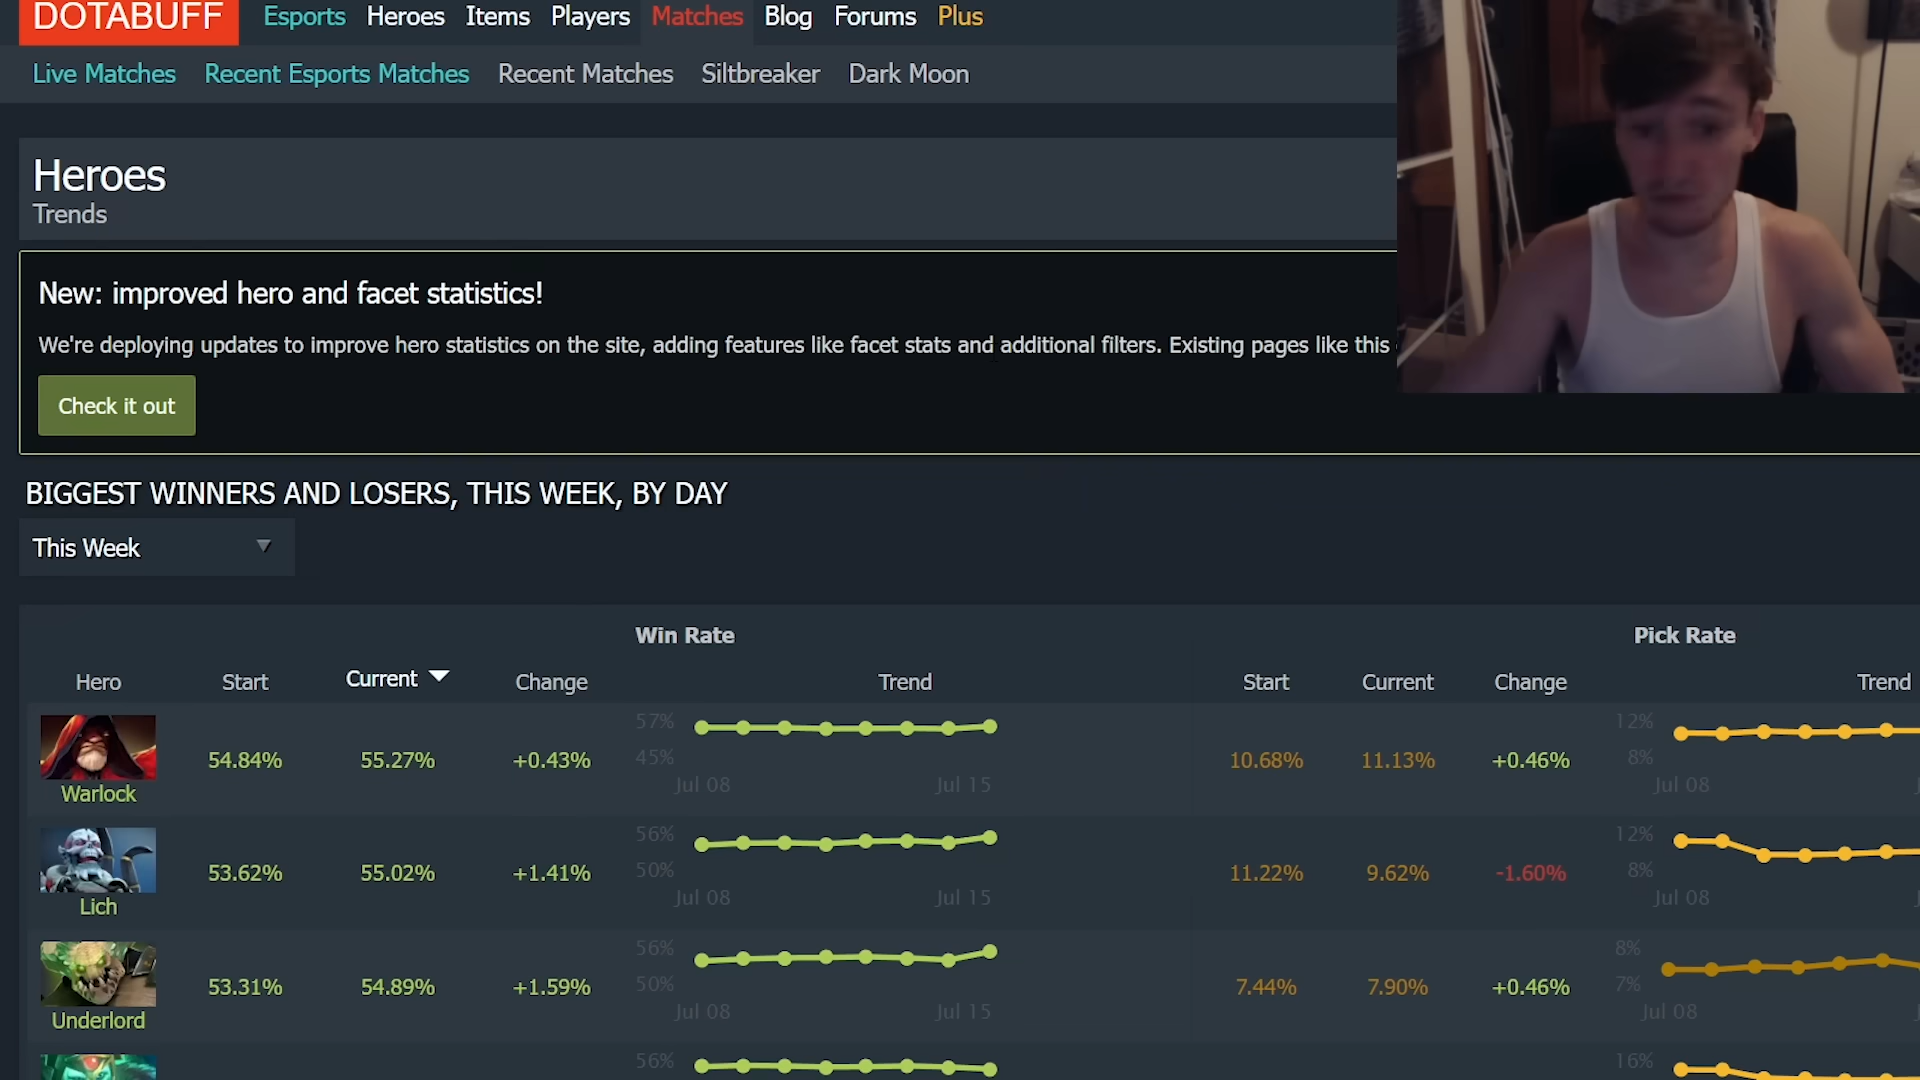 DOTABUFF Esports Heroes Items Players Matches Blog Forums Plus
Live Matches Recent Esports Matches Recent Matches Siltbreaker Dark Moon
Heroes
Trends
New: improved hero and facet statistics!
We're deploying updates to improve hero statistics on the site, adding features like facet stats and additional filters. Existing pages like this
Check it out
BIGGEST WINNERS AND LOSERS, THIS WEEK, BY DAY
This Week
Win Rate Pick Rate
Hero Start Current Change Trend Start Current Change Trend
57% 12%
54.84% 55.27% +0.43% 45% 10.68% 11.13% +0.46% 8%
Jul 08 Jul 15 Jul 08
Warlock
56% 12%
53.62% 55.02% +1.41% 50% 11.22% 9.62% -1.60% 8%
Jul 08 Jul 15 Jul 08
Lich
56% 8%
53.31% 54.89% +1.59% 50% 7.44% 7.90% +0.46% 7%
Jul 08 Jul 15 Jul 08
Underlord
56% 16%